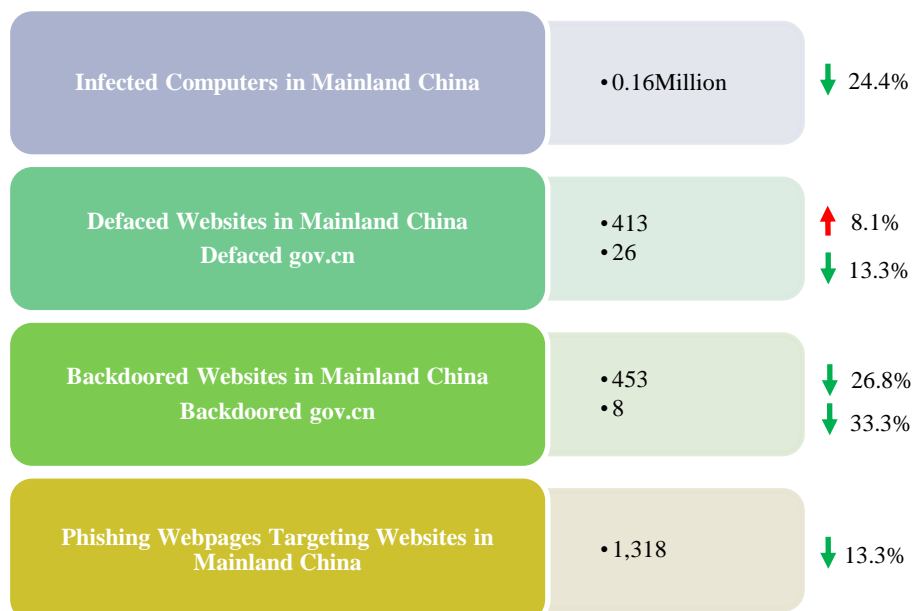 Infected Computers in Mainland China
•0.16Million
24.4%
Defaced Websites in Mainland China
Defaced gov.cn
•413
•26
8.1%
13.3%
Backdoored Websites in Mainland China
Backdoored gov.cn
•453
•8
26.8%
33.3%
Phishing Webpages Targeting Websites in
Mainland China
•1,318
13.3%